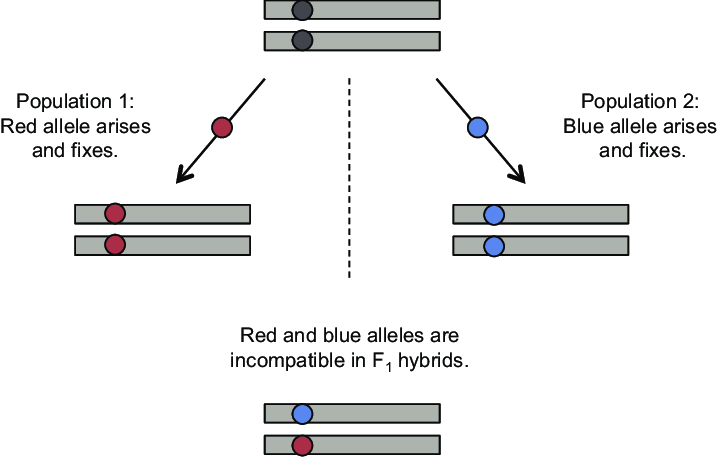 Population 1:
Red allele arises
and fixes.
Population 2:
Blue allele arises
and fixes.
Red and blue alleles are
incompatible in F1 hybrids.